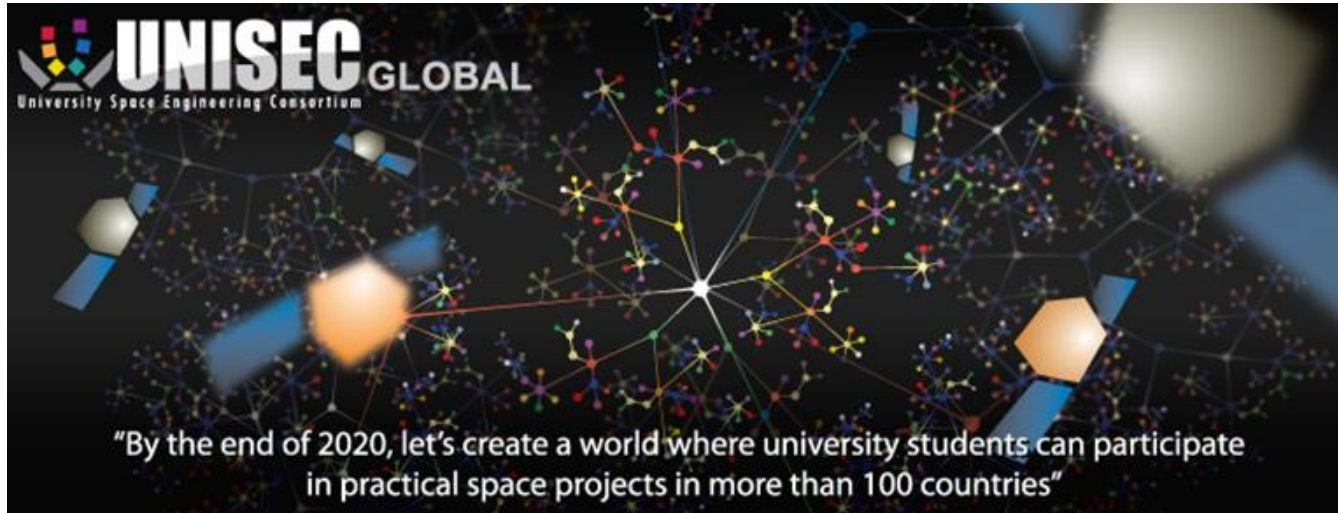 UNISEC GLOBAL
University Space Engineering Consortium
“By the end of 2020, let’s create a world where university students can participate
in practical space projects in more than 100 countries”